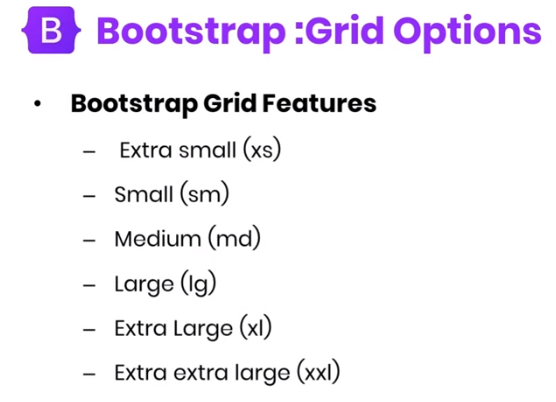 B Bootstrap :Grid Options
• Bootstrap Grid Features
– Extra small (xs)
– Small (sm)
– Medium (md)
– Large (lg)
– Extra Large (xl)
– Extra extra large (xxl)